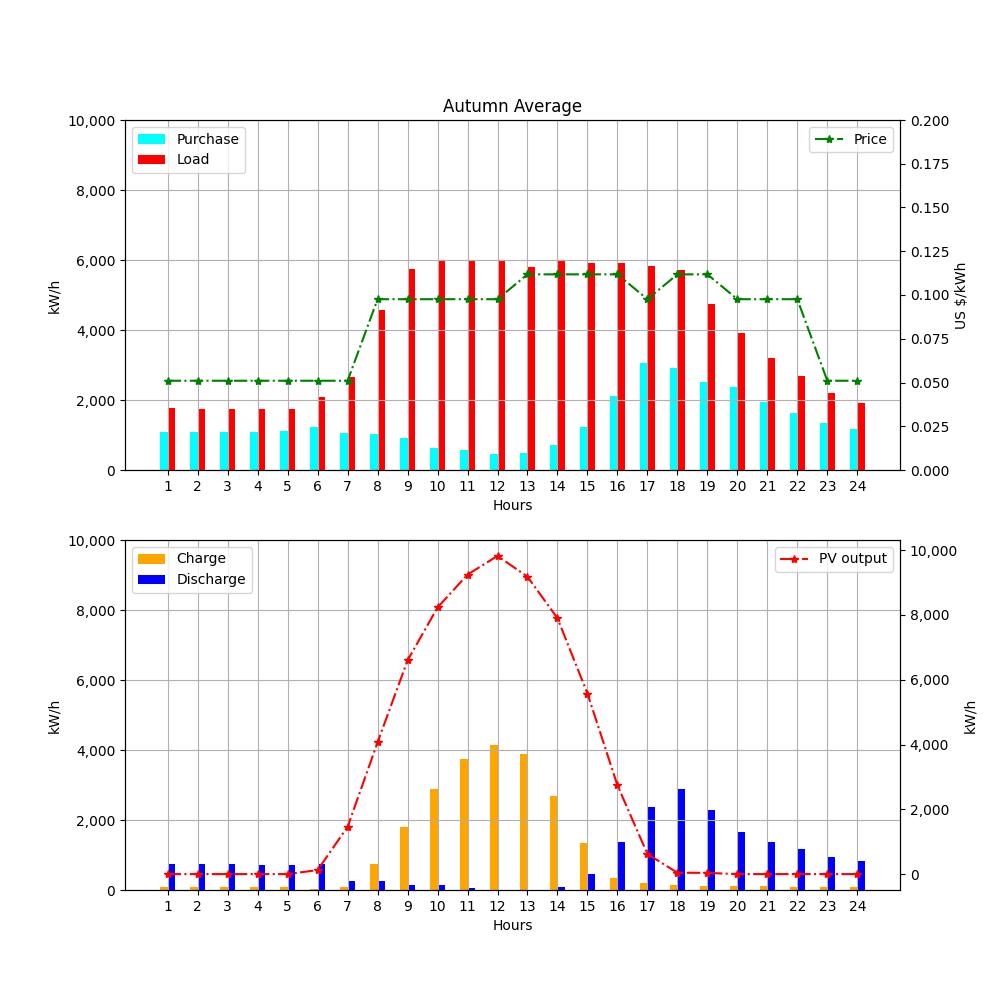 Autumn Average
10,000
8,000
6,000
4,000
2,000
0
kW/h
Purchase
Load
Price
0.200
0.175
0.150
0.125
0.100
0.075
0.050
0.025
0.000
US $/kWh
1 2 3 4 5 6 7 8 9 10 11 12 13 14 15 16 17 18 19 20 21 22 23 24
Hours
10,000
8,000
6,000
4,000
2,000
0
kW/h
Charge
Discharge
PV output
10,000
8,000
6,000
4,000
2,000
0
kW/h
1 2 3 4 5 6 7 8 9 10 11 12 13 14 15 16 17 18 19 20 21 22 23 24
Hours